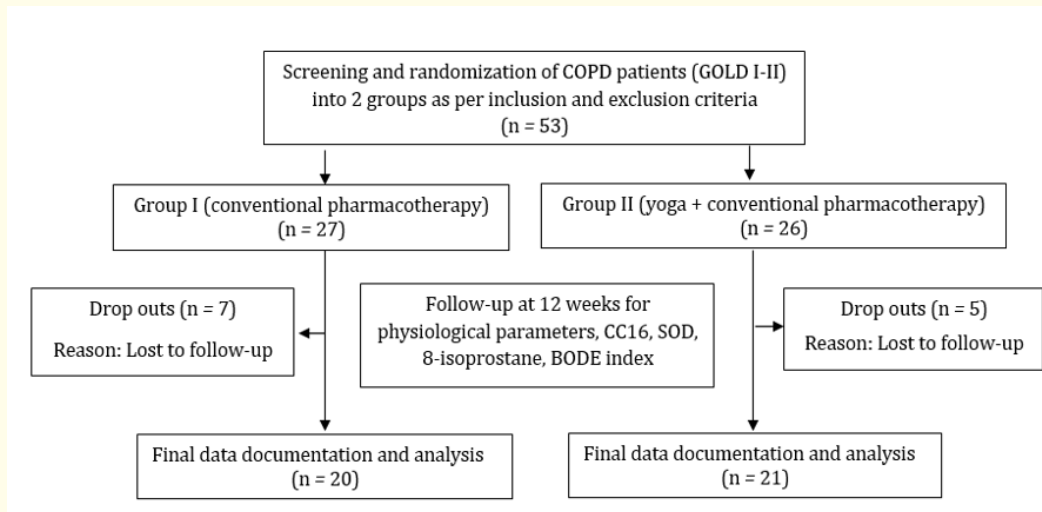 Screening and randomization of COPD patients (GOLD I-II)
into 2 groups as per inclusion and exclusion criteria
(n = 53)
Group I (conventional pharmacotherapy)
(n = 27)
Group II (yoga + conventional pharmacotherapy)
(n = 26)
Drop outs (n = 7)
Reason: Lost to follow-up
Follow-up at 12 weeks for
physiological parameters, CC16, SOD,
8-isoprostane, BODE index
Drop outs (n = 5)
Reason: Lost to follow-up
Final data documentation and analysis
(n = 20)
Final data documentation and analysis
(n = 21)